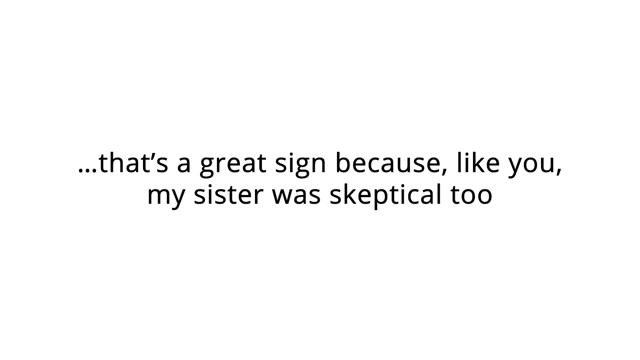 …that’s a great sign because, like you,
my sister was skeptical too